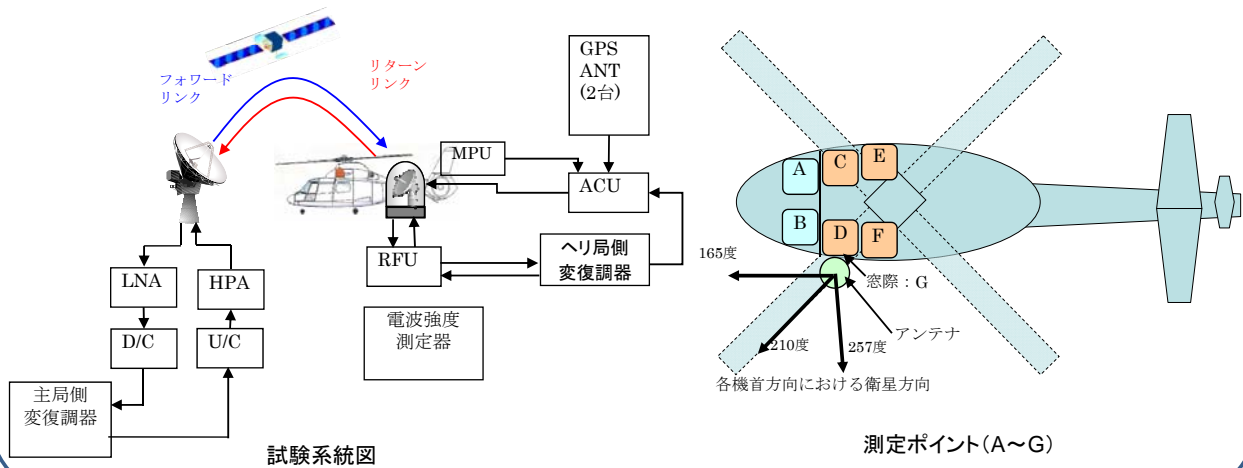 フォワード
リンク
リターン
リンク
GPS
ANT
(2台)
MPU
ACU
RFU
ヘリ局側
変復調器
LNA
HPA
D/C
U/C
電波強度
測定器
主局側
変復調器
試験系統図
A
C
E
B
D
F
165度
窓際：G
アンテナ
210度
257度
各機首方向における衛星方向
測定ポイント(A～G)